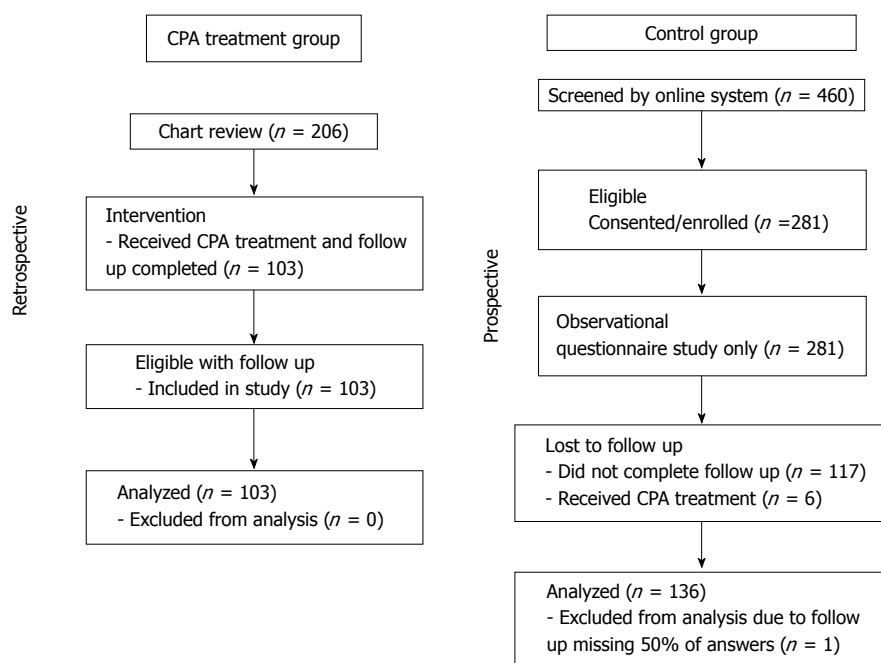 CPA treatment group
Chart review (n = 206)
Retrospective
Intervention
- Received CPA treatment and follow
up completed (n = 103)
Eligible with follow up
- Included in study (n = 103)
Analyzed (n = 103)
- Excluded from analysis (n = 0)
Control group
Screened by online system (n = 460)
Eligible
Consented/enrolled (n =281)
Prospective
Observational
questionnaire study only (n = 281)
Lost to follow up
- Did not complete follow up (n = 117)
- Received CPA treatment (n = 6)
Analyzed (n = 136)
- Excluded from analysis due to follow
up missing 50% of answers (n = 1)